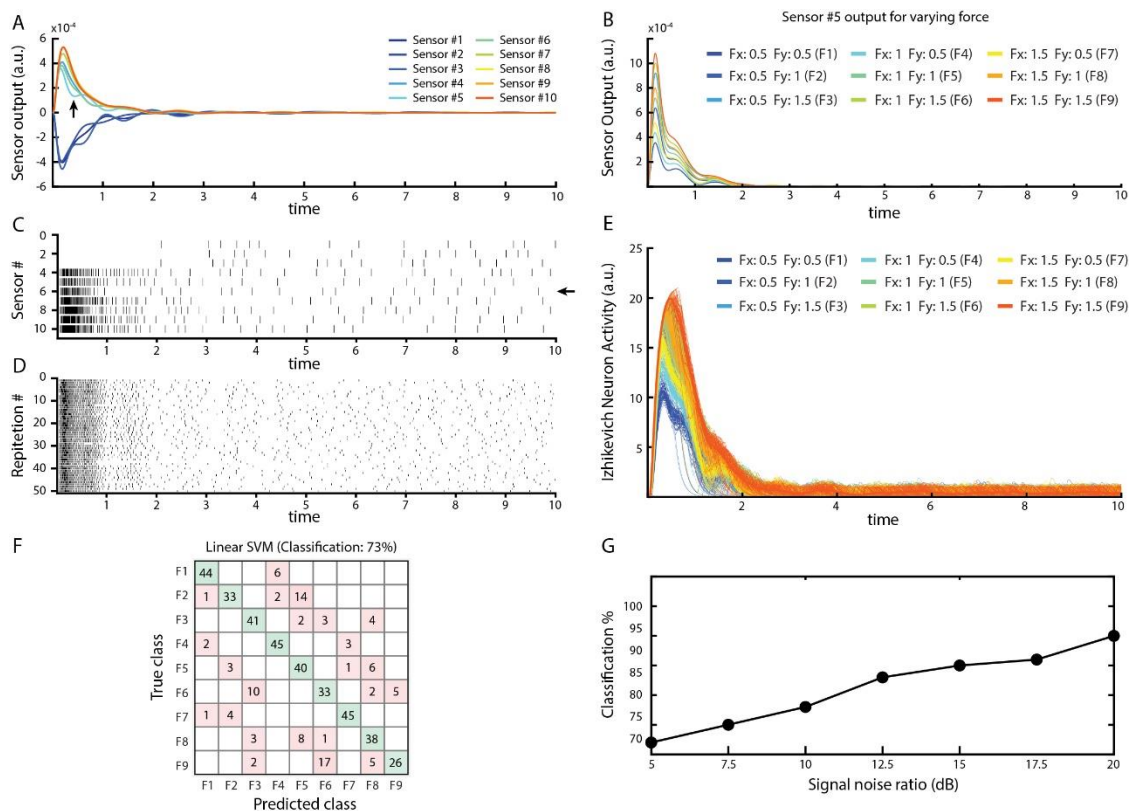 A
x10-4
6
4
2
0
-2
-4
-6
Sensor output (a.u.)
Sensor #1
Sensor #2
Sensor #3
Sensor #4
Sensor #5
Sensor #6
Sensor #7
Sensor #8
Sensor #9
Sensor #10
1 2 3 4 5 6 7 8 9 10
time
B
Sensor #5 output for varying force
x10-4
10
8
6
4
2
Sensor Output (a.u.)
Fx: 0.5 Fy: 0.5 (F1)
Fx: 0.5 Fy: 1 (F2)
Fx: 0.5 Fy: 1.5 (F3)
Fx: 1 Fy: 0.5 (F4)
Fx: 1 Fy: 1 (F5)
Fx: 1 Fy: 1.5 (F6)
Fx: 1.5 Fy: 0.5 (F7)
Fx: 1.5 Fy: 1 (F8)
Fx: 1.5 Fy: 1.5 (F9)
0 1 2 3 4 5 6 7 8 9 10
time
C
0
2
4
6
8
10
Sensor #
1 2 3 4 5 6 7 8 9 10
time
D
0
10
20
30
40
50
Repitetion #
1 2 3 4 5 6 7 8 9 10
time
E
25
20
15
10
5
Izhikevich Neuron Activity (a.u.)
Fx: 0.5 Fy: 0.5 (F1)
Fx: 0.5 Fy: 1 (F2)
Fx: 0.5 Fy: 1.5 (F3)
Fx: 1 Fy: 0.5 (F4)
Fx: 1 Fy: 1 (F5)
Fx: 1 Fy: 1.5 (F6)
Fx: 1.5 Fy: 0.5 (F7)
Fx: 1.5 Fy: 1 (F8)
Fx: 1.5 Fy: 1.5 (F9)
2 4 6 8 10
time
F
Linear SVM (Classification: 73%)
True class
F1 44 6
F2 1 33 2 14
F3 41 2 3 4
F4 2 45 3
F5 3 40 1 6
F6 10 33 2 5
F7 1 4 45
F8 3 8 1 38
F9 2 17 5 26
F1 F2 F3 F4 F5 F6 F7 F8 F9
Predicted class
G
100
95
90
85
80
75
70
Classification %
5 7.5 10 12.5 15 17.5 20
Signal noise ratio (dB)